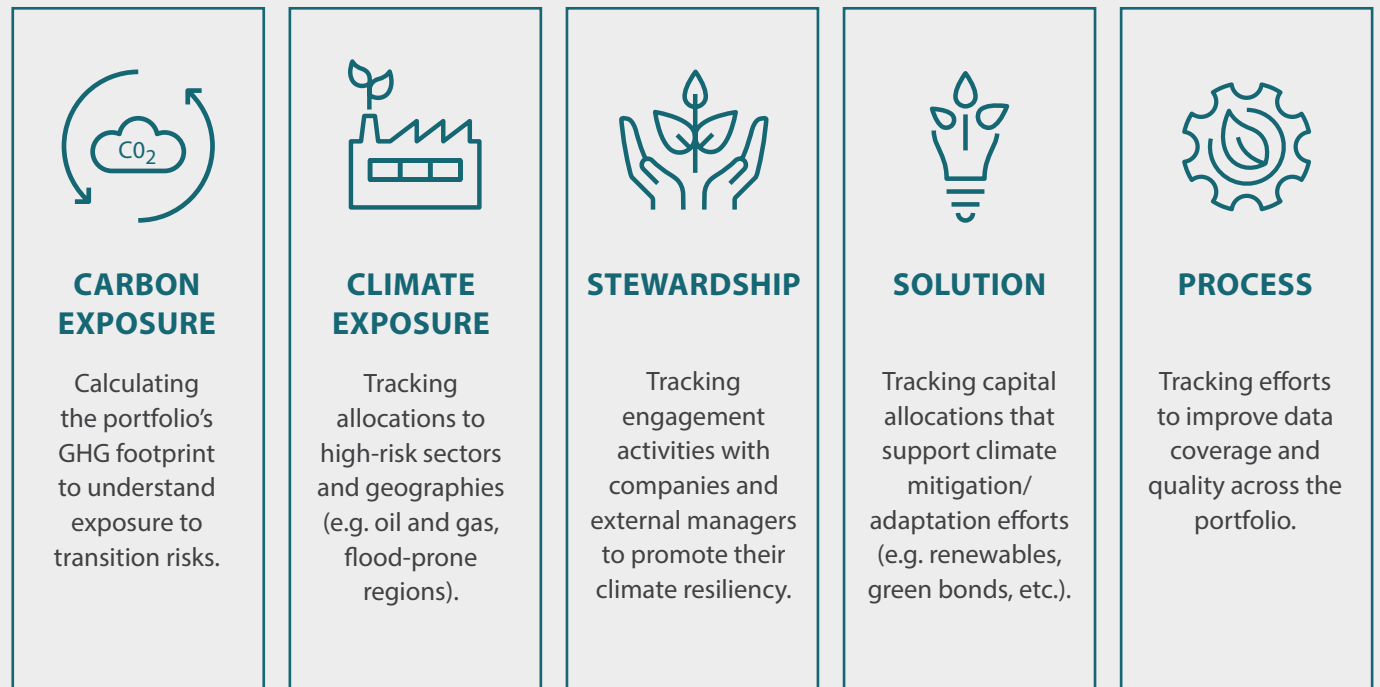 CO₂
CARBON
EXPOSURE
Calculating
the portfolio’s
GHG footprint
to understand
exposure to
transition risks.
CLIMATE
EXPOSURE
Tracking
allocations to
high-risk sectors
and geographies
(e.g. oil and gas,
flood-prone
regions).
STEWARDSHIP
Tracking
engagement
activities with
companies and
external managers
to promote their
climate resiliency.
SOLUTION
Tracking capital
allocations that
support climate
mitigation/
adaptation efforts
(e.g. renewables,
green bonds, etc.).
PROCESS
Tracking efforts
to improve data
coverage and
quality across the
portfolio.